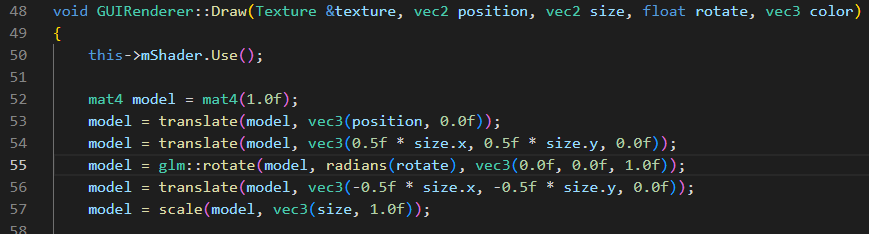 48 void GUIRenderer::Draw(Texture &texture, vec2 position, vec2 size, float rotate, vec3 color)
49 {
50     this->mShader.Use();
51
52     mat4 model = mat4(1.0f);
53     model = translate(model, vec3(position, 0.0f));
54     model = translate(model, vec3(0.5f * size.x, 0.5f * size.y, 0.0f));
55     model = glm::rotate(model, radians(rotate), vec3(0.0f, 0.0f, 1.0f));
56     model = translate(model, vec3(-0.5f * size.x, -0.5f * size.y, 0.0f));
57     model = scale(model, vec3(size, 1.0f));
58